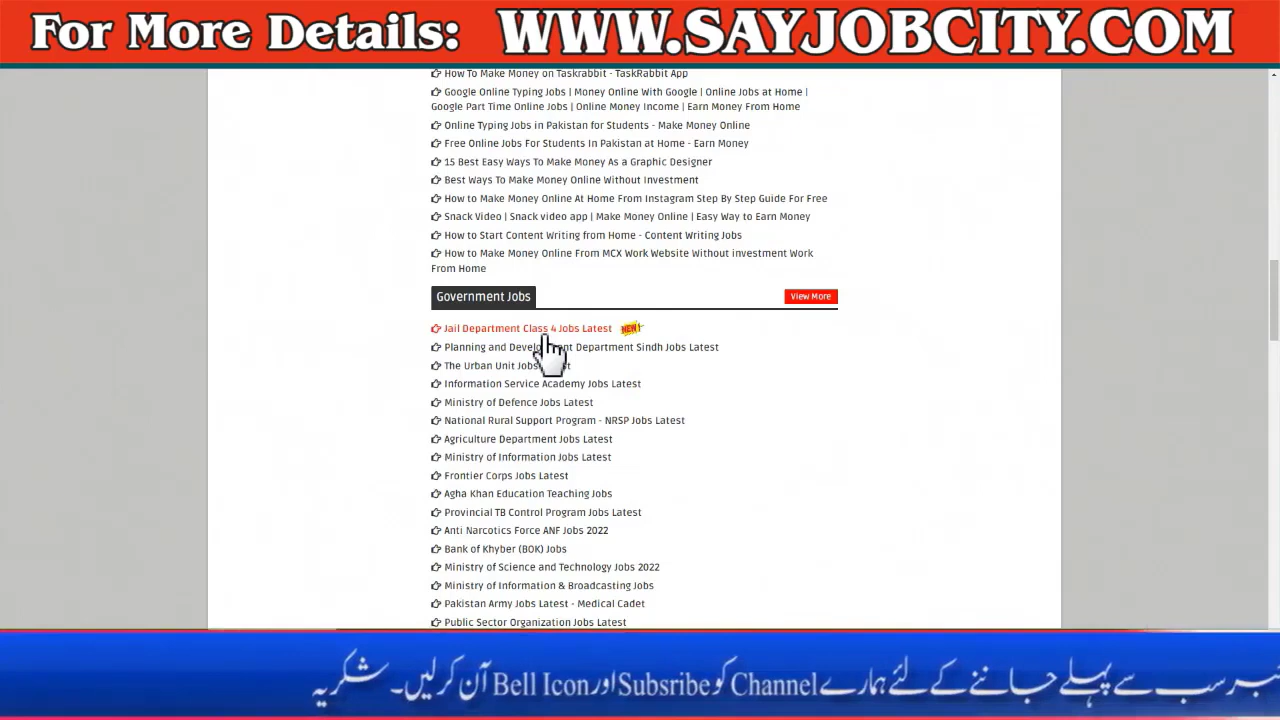 For More Details: WWW.SAYJOBCITY.COM
How To Make Money on Taskrabbit - TaskRabbit App
Google Online Typing Jobs | Money Online With Google | Online Jobs at Home |
Google Part Time Online Jobs | Online Money Income | Earn Money From Home
Online Typing Jobs in Pakistan for Students - Make Money Online
Free Online Jobs For Students In Pakistan at Home - Earn Money
15 Best Easy Ways To Make Money As a Graphic Designer
Best Ways To Make Money Online Without Investment
How to Make Money Online At Home From Instagram Step By Step Guide For Free
Snack Video | Snack video app | Make Money Online | Easy Way to Earn Money
How to Start Content Writing from Home - Content Writing Jobs
How to Make Money Online From MCX Work Website Without investment Work
From Home
Government Jobs View More
Jail Department Class 4 Jobs Latest NEW!
Planning and Development Department Sindh Jobs Latest
The Urban Unit Jobs
Information Service Academy Jobs Latest
Ministry of Defence Jobs Latest
National Rural Support Program - NRSP Jobs Latest
Agriculture Department Jobs Latest
Ministry of Information Jobs Latest
Frontier Corps Jobs Latest
Agha Khan Education Teaching Jobs
Provincial TB Control Program Jobs Latest
Anti Narcotics Force ANF Jobs 2022
Bank of Khyber (BOK) Jobs
Ministry of Science and Technology Jobs 2022
Ministry of Information & Broadcasting Jobs
Pakistan Army Jobs Latest - Medical Cadet
Public Sector Organization Jobs Latest
سب سے پہلے جاننے کے لئے ہمارے Channel کو Subsribe اور Bell Icon آن کرلیں۔ شکریہ